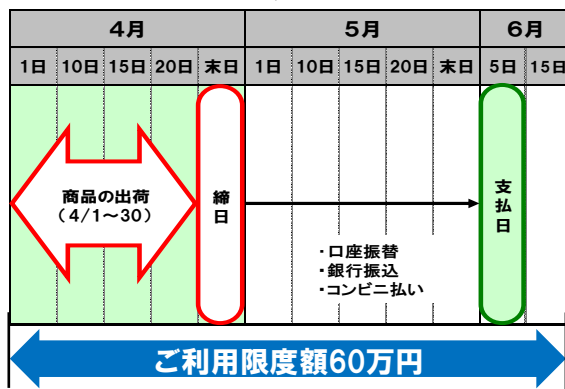 4月 5月 6月
1日 10日 15日 20日 末日 1日 10日 15日 20日 末日 5日 15日
商品の出荷
（4/1～30）
締日
支払日
・口座振替
・銀行振込
・コンビニ払い
ご利用限度額60万円